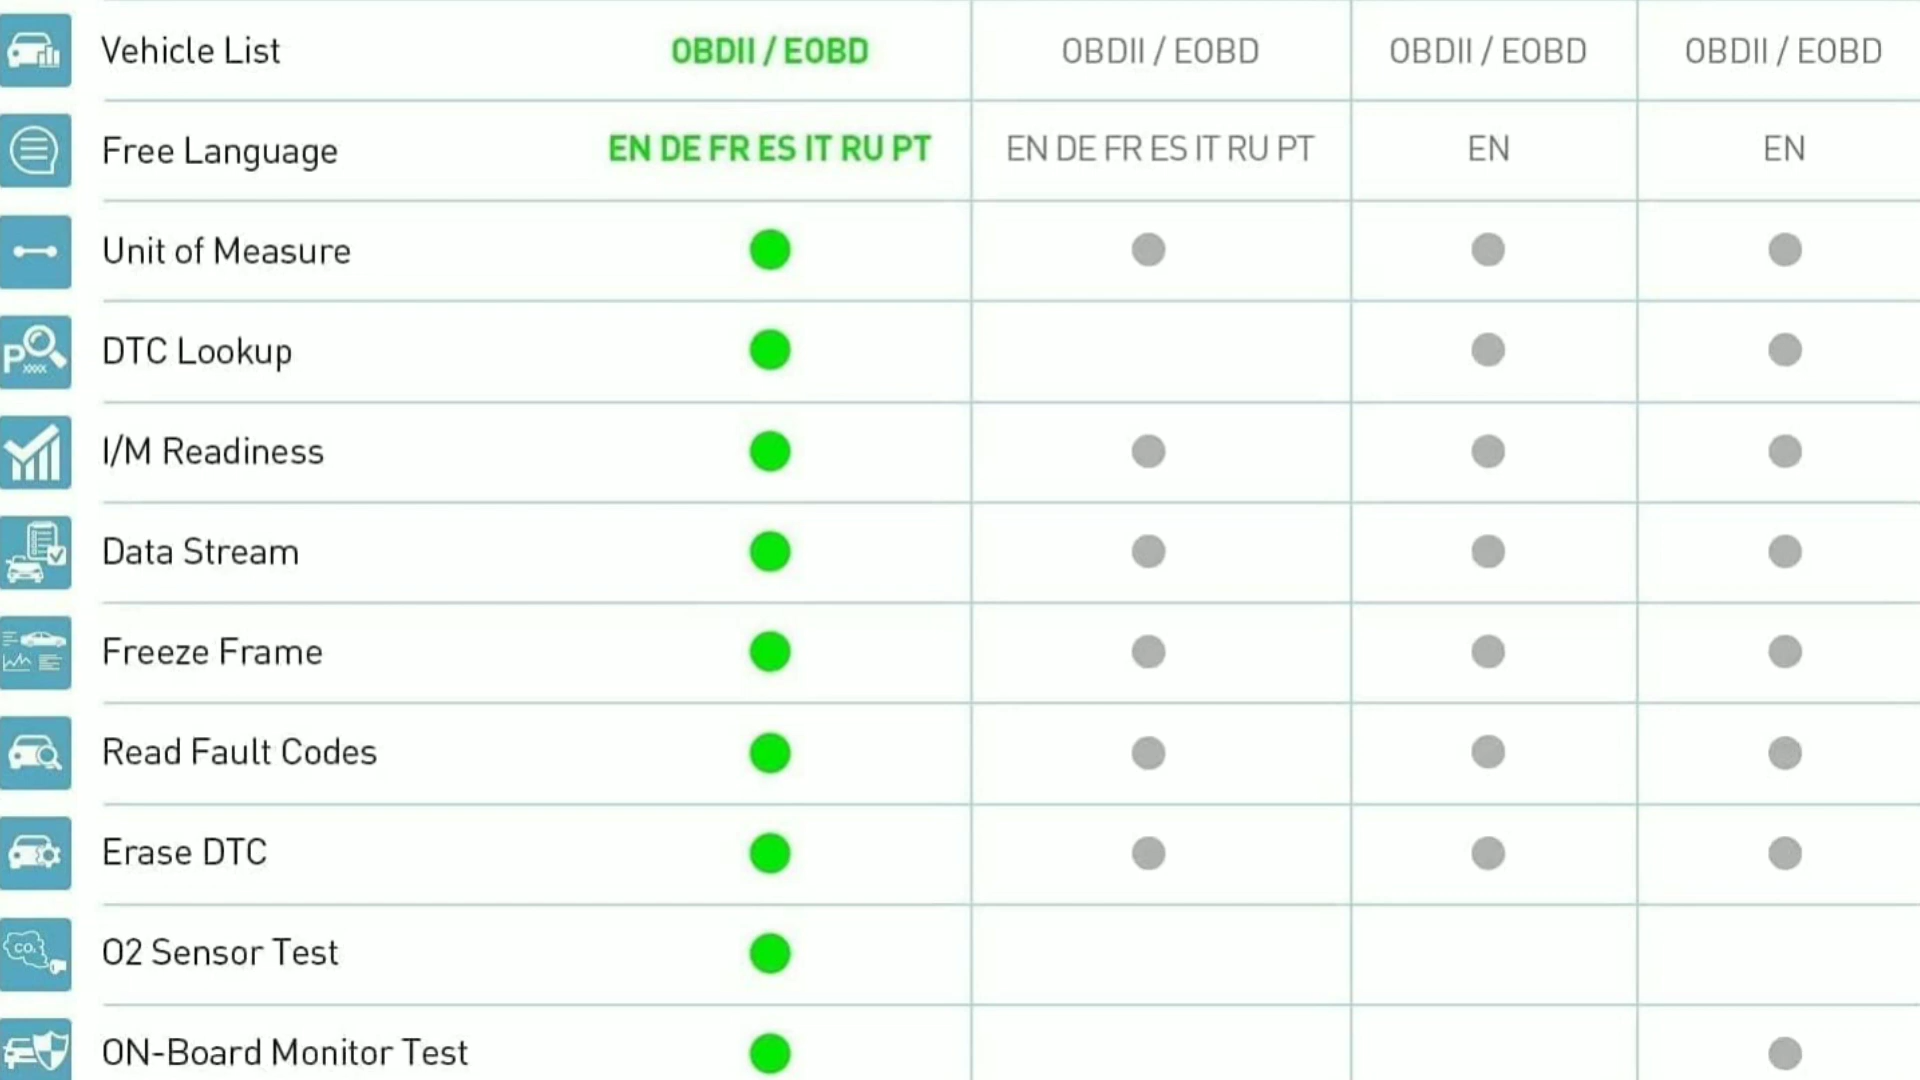 Vehicle List OBDII / EOBD OBDII / EOBD OBDII / EOBD OBDII / EOBD
Free Language EN DE FR ES IT RU PT EN DE FR ES IT RU PT EN EN
Unit of Measure
P XXXX DTC Lookup
I/M Readiness
Data Stream
Freeze Frame
Read Fault Codes
Erase DTC
CO. O2 Sensor Test
ON-Board Monitor Test